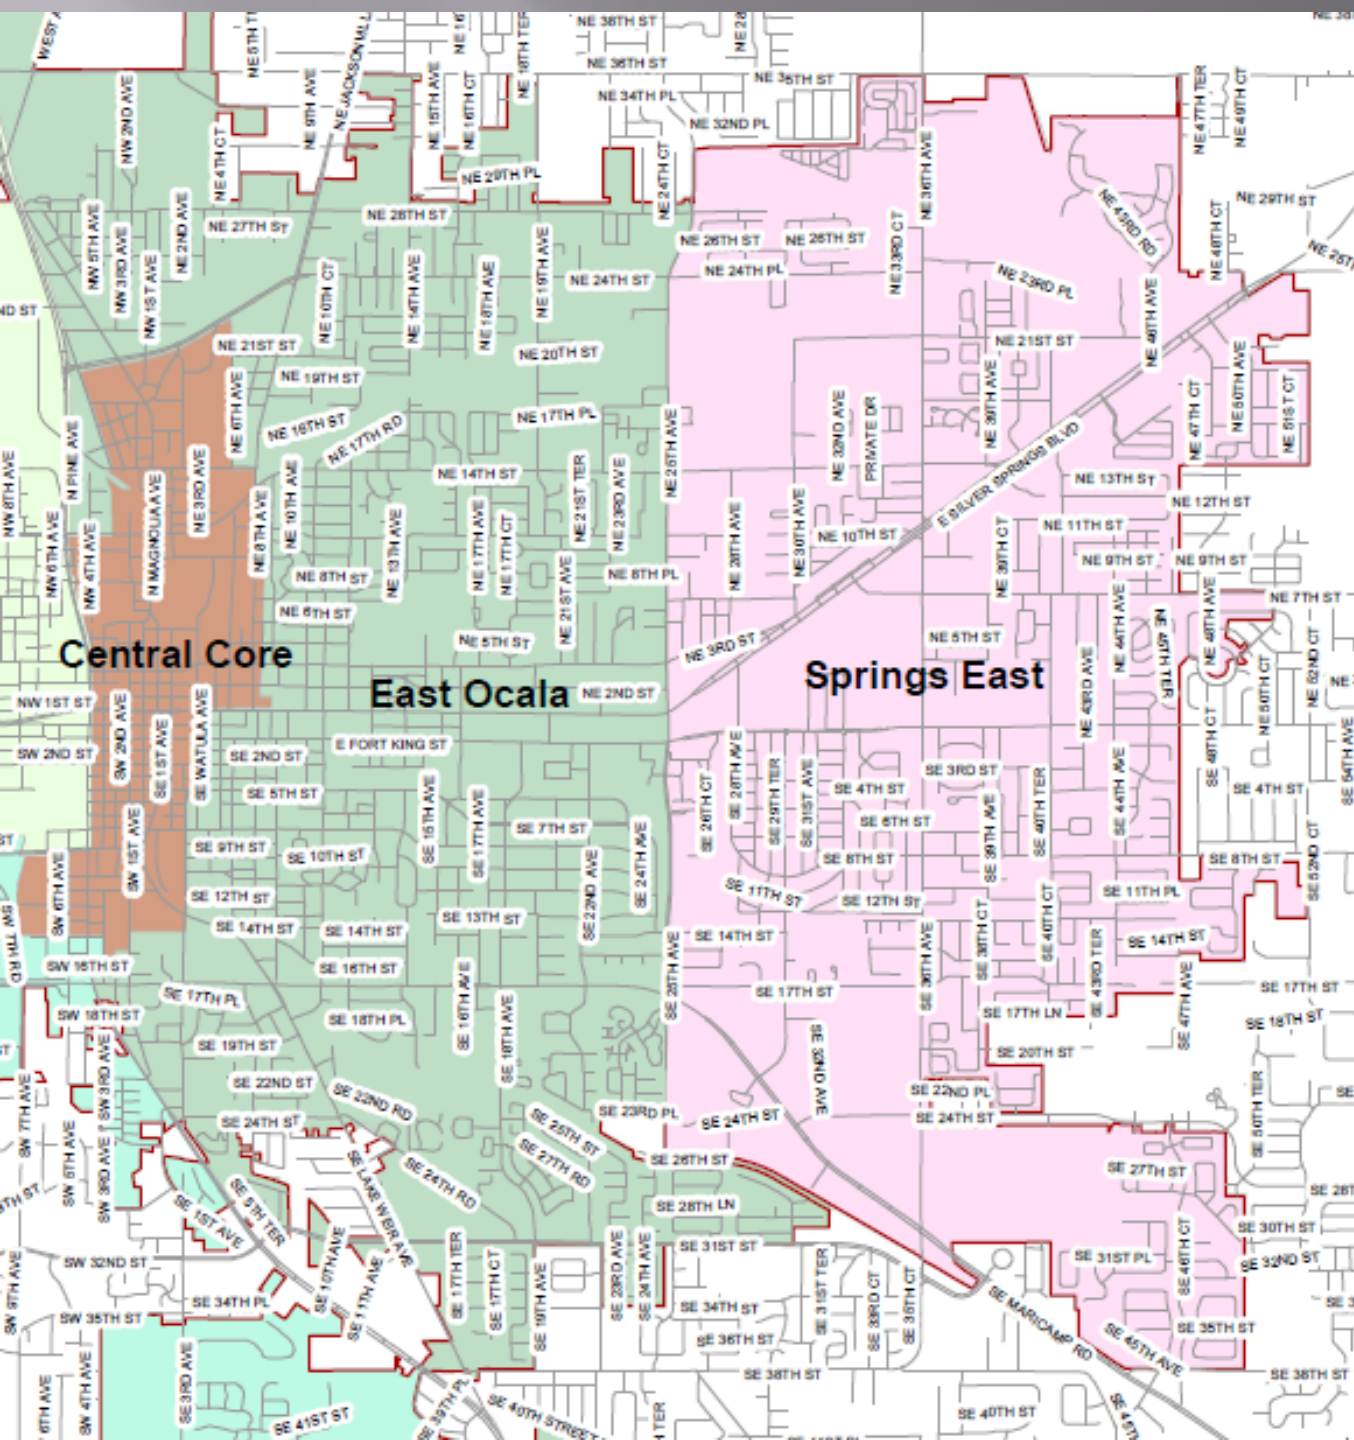 NE 38TH ST
NE 36TH ST
NE 35TH ST
NE 34TH PL
NE 32ND PL
NE 5TH T
NE 9TH AVE
NE JACKSON
NE 15TH AVE
NE 16TH CT
NE 18TH TER
NW 2ND AVE
NE 4TH CT
NE 29TH PL
NE 24TH CT
NE 36TH AVE
NE 47TH TER
NE 49TH CT
NE 29TH ST
NE 43RD RD
NE 48TH CT
NE 28TH ST
NE 27TH ST
NE 2ND AVE
NW 5TH AVE
NW 3RD AVE
NW 1ST AVE
NE 26TH ST
NE 26TH ST
NE 33RD CT
NE 24TH PL
NE 24TH ST
NE 19TH AVE
NE 23RD PL
NE 10TH CT
NE 14TH AVE
NE 18TH AVE
NE 46TH AVE
NE 21ST ST
NE 21ST ST
NE 20TH ST
NE 19TH ST
NE 6TH AVE
NE 39TH AVE
NE 50TH AVE
NE 47TH CT
NE 51ST CT
NE 16TH ST
NE 17TH RD
NE 17TH PL
NE 25TH AVE
NE 32ND AVE
PRIVATE DR
N PINE AVE
NW 8TH AVE
E SILVER SPRINGS BLVD
NE 14TH ST
NE 13TH ST
NE 12TH ST
NE 3RD AVE
N MAGNOLIA AVE
NE 8TH AVE
NE 10TH AVE
NE 13TH AVE
NE 17TH AVE
NE 17TH CT
NE 21ST TER
NE 23RD AVE
NE 28TH AVE
NE 30TH AVE
NE 10TH ST
NE 39TH CT
NE 11TH ST
NE 9TH ST
NE 9TH ST
NW 6TH AVE
NW 4TH AVE
NE 8TH ST
NE 8TH PL
NE 21ST AVE
NE 6TH ST
NE 5TH ST
NE 5TH ST
NE 3RD ST
NE 7TH ST
NE 44TH AVE
NE 45TH TER
NE 48TH AVE
NE 43RD AVE
NE 50TH CT
NE 52ND CT
Central Core
East Ocala
Springs East
NE 2ND ST
NW 1ST ST
SW 2ND ST
SW 2ND AVE
SE 1ST AVE
SE WATULA AVE
SE 2ND ST
E FORT KING ST
SE 5TH ST
SE 15TH AVE
SE 17TH AVE
SE 7TH ST
SE 24TH AVE
SE 22ND AVE
SE 26TH CT
SE 28TH AVE
SE 29TH TER
SE 31ST AVE
SE 3RD ST
SE 4TH ST
SE 6TH ST
SE 8TH ST
SE 39TH AVE
SE 40TH TER
SE 44TH AVE
SE 48TH CT
SE 4TH ST
SE 54TH AVE
SE 52ND CT
SE 8TH ST
SW 1ST AVE
SW 6TH AVE
SW 7TH RD
SE 9TH ST
SE 10TH ST
SE 12TH ST
SE 13TH ST
SE 14TH ST
SE 14TH ST
SE 14TH ST
SE 11TH ST
SE 12TH ST
SE 11TH PL
SE 14TH ST
SE 36TH AVE
SE 38TH CT
SE 40TH CT
SE 43RD TER
SE 47TH AVE
SW 16TH ST
SE 16TH ST
SE 16TH AVE
SE 18TH AVE
SE 25TH AVE
SE 17TH ST
SE 17TH ST
SE 17TH PL
SE 17TH LN
SW 18TH ST
SE 18TH PL
SE 18TH ST
SE 19TH ST
SE 20TH ST
SE 32ND AVE
SW 3RD AVE
SW 7TH AVE
SE 22ND ST
SE 22ND RD
SE 22ND PL
SE 24TH ST
SE 23RD PL
SE 24TH ST
SE 24TH ST
SE 50TH TER
SE 25TH ST
SE 27TH RD
SE 26TH ST
SE 27TH ST
SW 5TH AVE
SW 3RD AVE
SE 1ST AVE
SE 5TH TER
SE LAKE WEIR AVE
SE 24TH RD
SE 28TH LN
SE 30TH ST
SE 31ST ST
SE 31ST PL
SE 32ND ST
SW 32ND ST
SE 46TH CT
SE 10TH AVE
SE 11TH AVE
SE 17TH TER
SE 17TH CT
SE 19TH AVE
SE 23RD AVE
SE 24TH AVE
SE 31ST TER
SE 33RD CT
SE 35TH CT
SW 9TH AVE
SE 34TH PL
SW 35TH ST
SE 34TH ST
SE 36TH ST
SE 35TH ST
SE MARICAMP RD
SE 45TH AVE
SE 38TH ST
SE 38TH ST
SE 3RD AVE
SW 4TH AVE
6TH AVE
SE 39TH PL
SE 41ST ST
SE 40TH STREET
SE 40TH ST